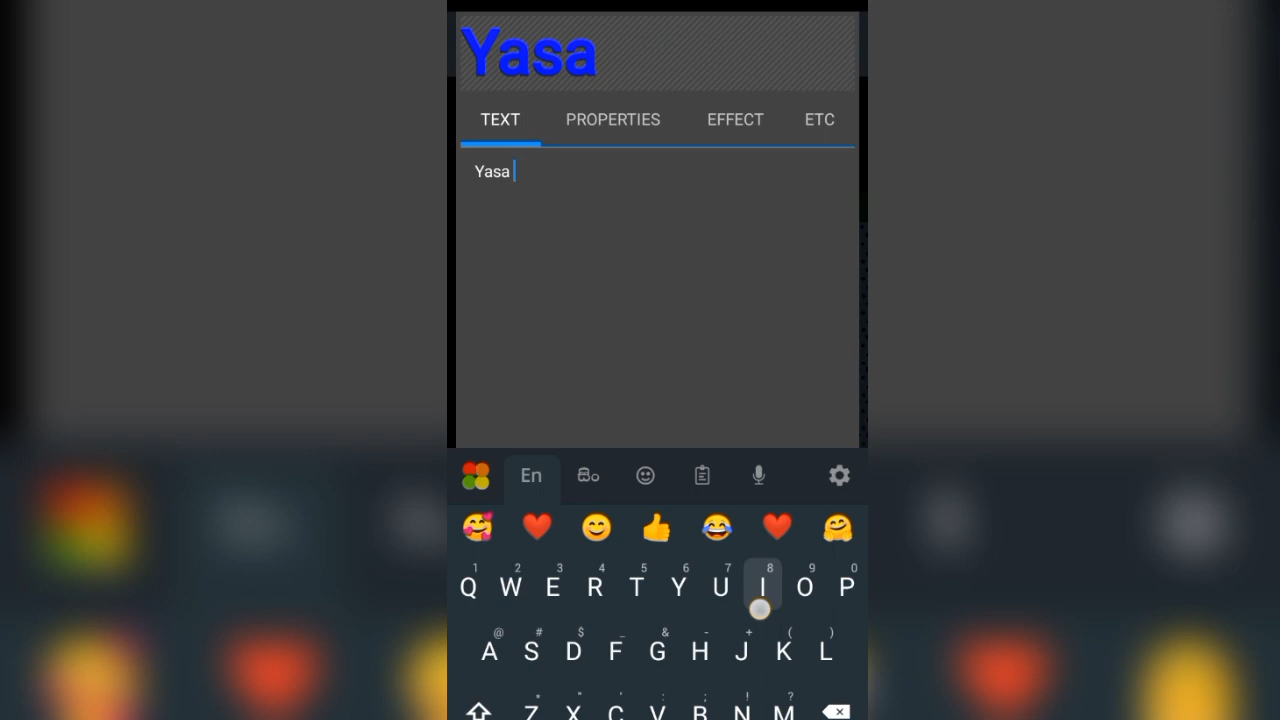 Yasa
TEXT PROPERTIES EFFECT ETC
Yasa
En
1 2 3 4 5 6 7 8 9 0
Q W E R T Y U I O P
@ # $ _ & - + ( )
A S D F G H J K L
* " ' : ; ! ?
Z X C V B N M